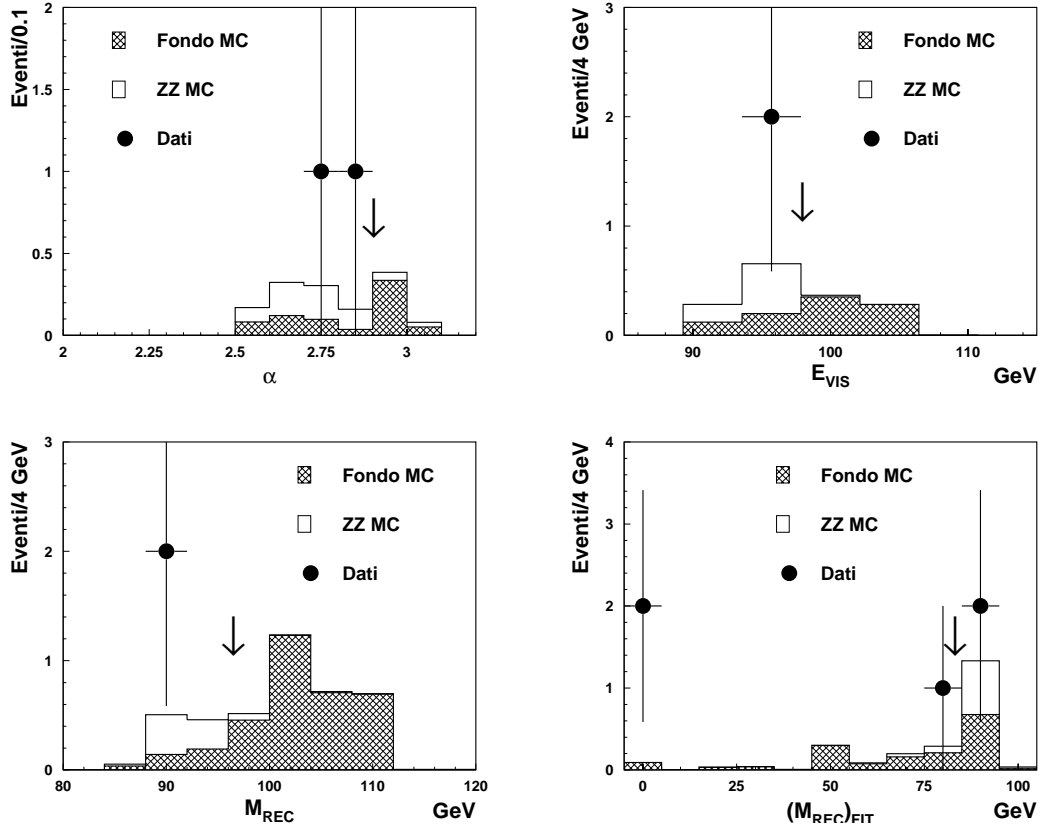 Eventi/0.1
Fondo MC
ZZ MC
Dati
0
0.5
1
1.5
2
2
2.25
2.5
2.75
3
α
Eventi/4 GeV
Fondo MC
ZZ MC
Dati
0
1
2
3
90
100
110
E_VIS
GeV
Eventi/4 GeV
Fondo MC
ZZ MC
Dati
0
1
2
3
80
90
100
110
120
M_REC
GeV
Eventi/4 GeV
Fondo MC
ZZ MC
Dati
0
1
2
3
4
0
25
50
75
100
(M_REC)_FIT
GeV